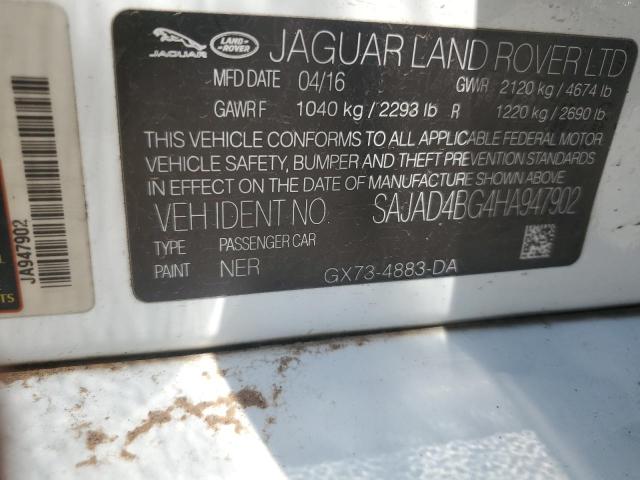 JAGUAR LAND ROVER JAGUAR LAND ROVER LTD
MFD DATE 04/16 GWR 2120 kg / 4674 lb
GAWR F 1040 kg / 2293 lb R 1220 kg / 2690 lb
THIS VEHICLE CONFORMS TO ALL APPLICABLE FEDERAL MOTOR
VEHICLE SAFETY, BUMPER AND THEFT PREVENTION STANDARDS
IN EFFECT ON THE DATE OF MANUFACTURE SHOWN ABOVE
VEH IDENT NO. SAJAD4BG4HA947902
TYPE PASSENGER CAR
PAINT NER GX73-4883-DA
JA947902